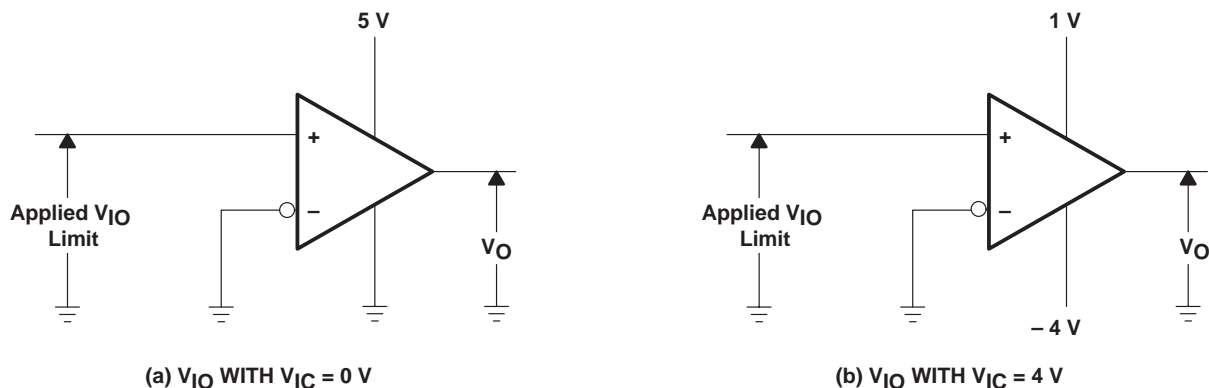 5 V
+
–
Applied VIO
Limit
VO
(a) VIO WITH VIC = 0 V
1 V
+
–
Applied VIO
Limit
VO
– 4 V
(b) VIO WITH VIC = 4 V